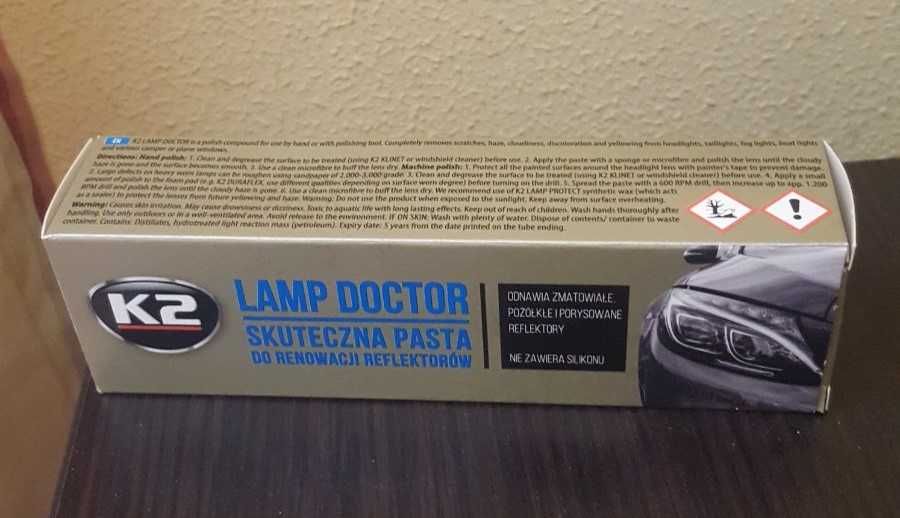 EN K2 LAMP DOCTOR is a polish compound for use by hand or with polishing tool. Completely removes scratches, haze, cloudiness, discoloration and yellowing from headlights, taillights, fog lights, boat lights
and various camper or plane windows.
Directions: Hand polish: 1. Clean and degrease the surface to be treated (using K2 KLINET or windshield cleaner) before use. 2. Apply the paste with a sponge or microfibre and polish the lens until the cloudy
haze is gone and the surface becomes smooth. 3. Use a clean microfibre to buff the lens dry. Machine polish: 1. Protect all the painted surfaces around the headlight lens with painter's tape to prevent damage.
2. Large defects on heavy worn lamps can be roughen using sandpaper of 2,000-3,000 grade. 3. Clean and degrease the surface to be treated (using K2 KLINET or windshield cleaner) before use. 4. Apply a small
amount of polish to the foam pad (e.g. K2 DURAFLEX, use different qualities depending on surface worn degree) before turning on the drill. 5. Spread the paste with a 600 RPM drill, then increase up to app. 1.200
RPM drill and polish the lens until the cloudy haze is gone. 6. Use a clean microfibre to buff the lens dry. We recommend use of K2 LAMP PROTECT synthetic wax (which acts
as a sealer) to protect the lenses from future yellowing and haze. Warning: Do not use the product when exposed to the sunlight. Keep away from surface overheating.
Warning: Causes skin irritation. May cause drowsiness or dizziness. Toxic to aquatic life with long lasting effects. Keep out of reach of children. Wash hands thoroughly after
handling. Use only outdoors or in a well-ventilated area. Avoid release to the environment. IF ON SKIN: Wash with plenty of water. Dispose of contents/ container to waste
container. Contains: Distillates, hydrotreated light reaction mass (petroleum). Expiry date: 5 years from the date printed on the tube ending.
K2
LAMP DOCTOR
SKUTECZNA PASTA
DO RENOWACJI REFLEKTORÓW
ODNAWIA ZMATOWIAŁE,
POŻÓŁKŁE I PORYSOWANE
REFLEKTORY
NIE ZAWIERA SILIKONU